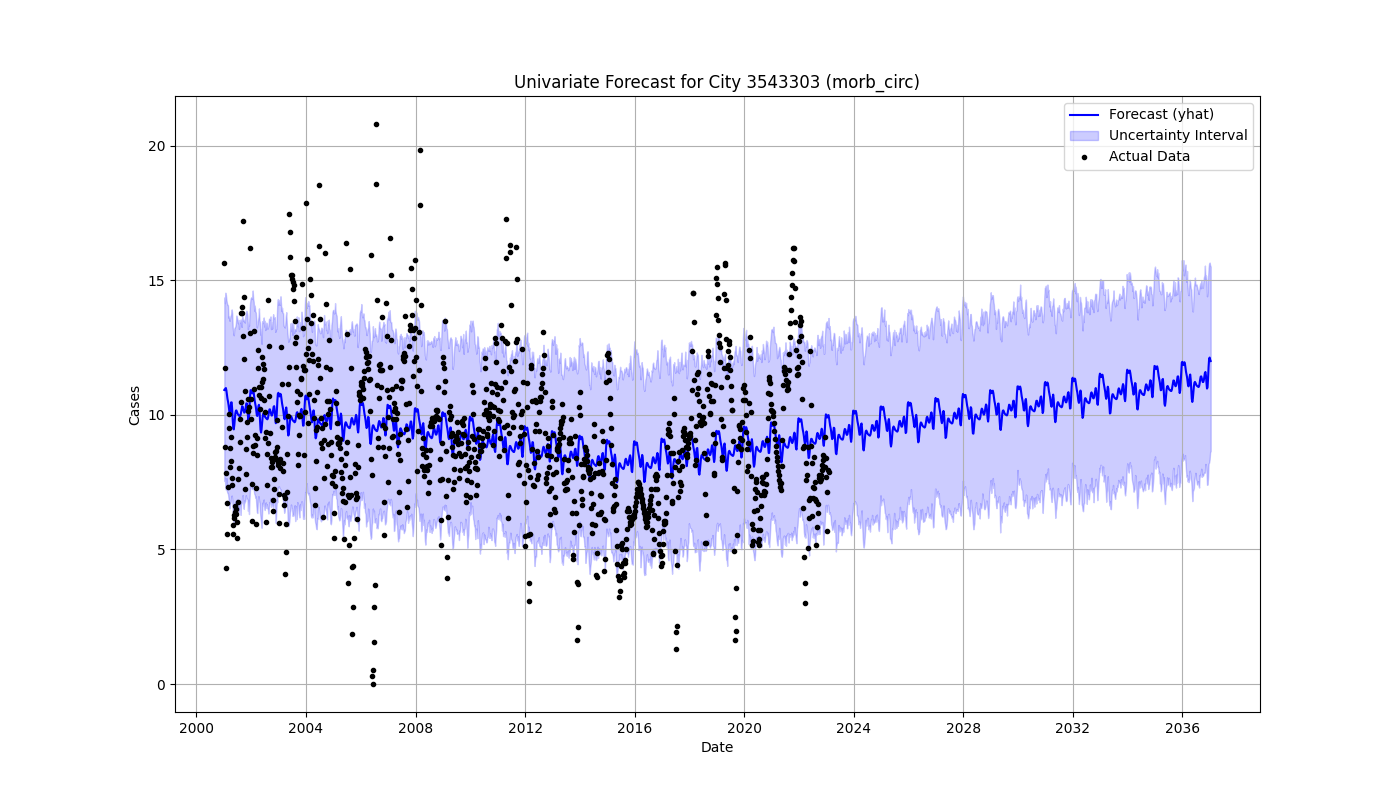 Univariate Forecast for City 3543303 (morb_circ)
Forecast (yhat)
Uncertainty Interval
Actual Data
Cases
20
15
10
5
0
2000 2004 2008 2012 2016 2020 2024 2028 2032 2036
Date